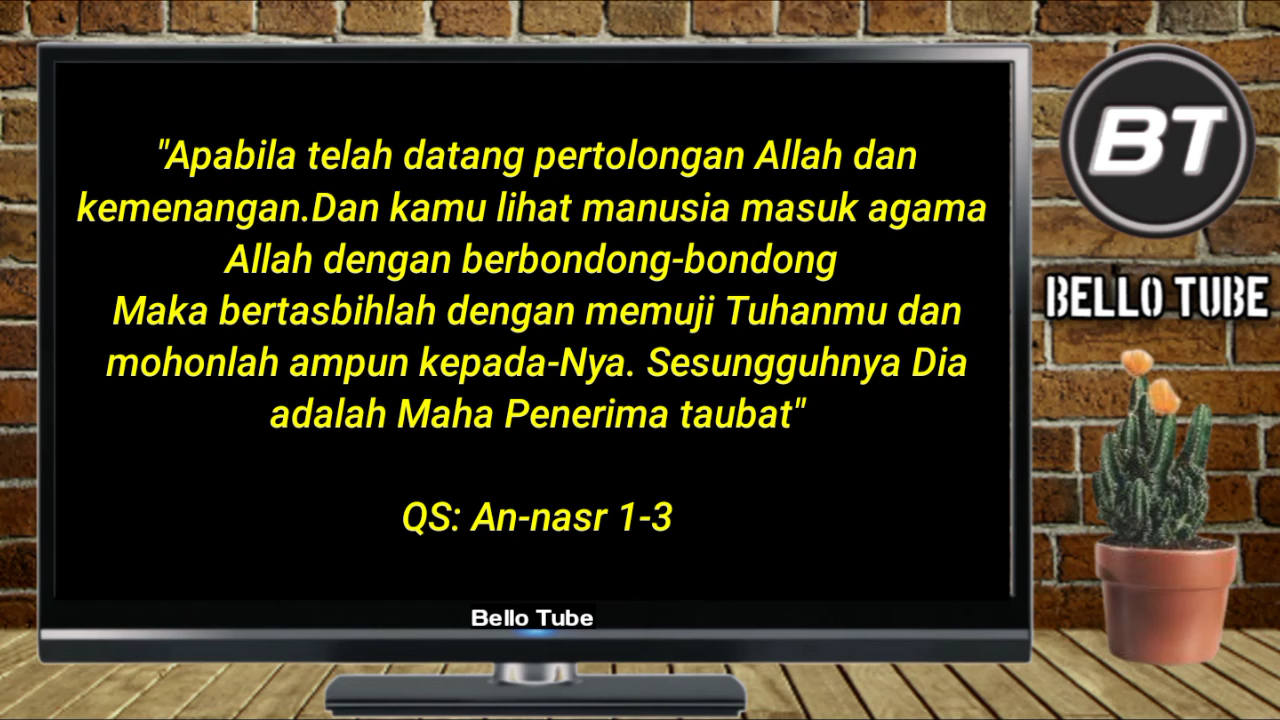 "Apabila telah datang pertolongan Allah dan
kemenangan.Dan kamu lihat manusia masuk agama
Allah dengan berbondong-bondong
Maka bertasbihlah dengan memuji Tuhanmu dan
mohonlah ampun kepada-Nya. Sesungguhnya Dia
adalah Maha Penerima taubat"
QS: An-nasr 1-3
Bello Tube
BT
BELLO TUBE